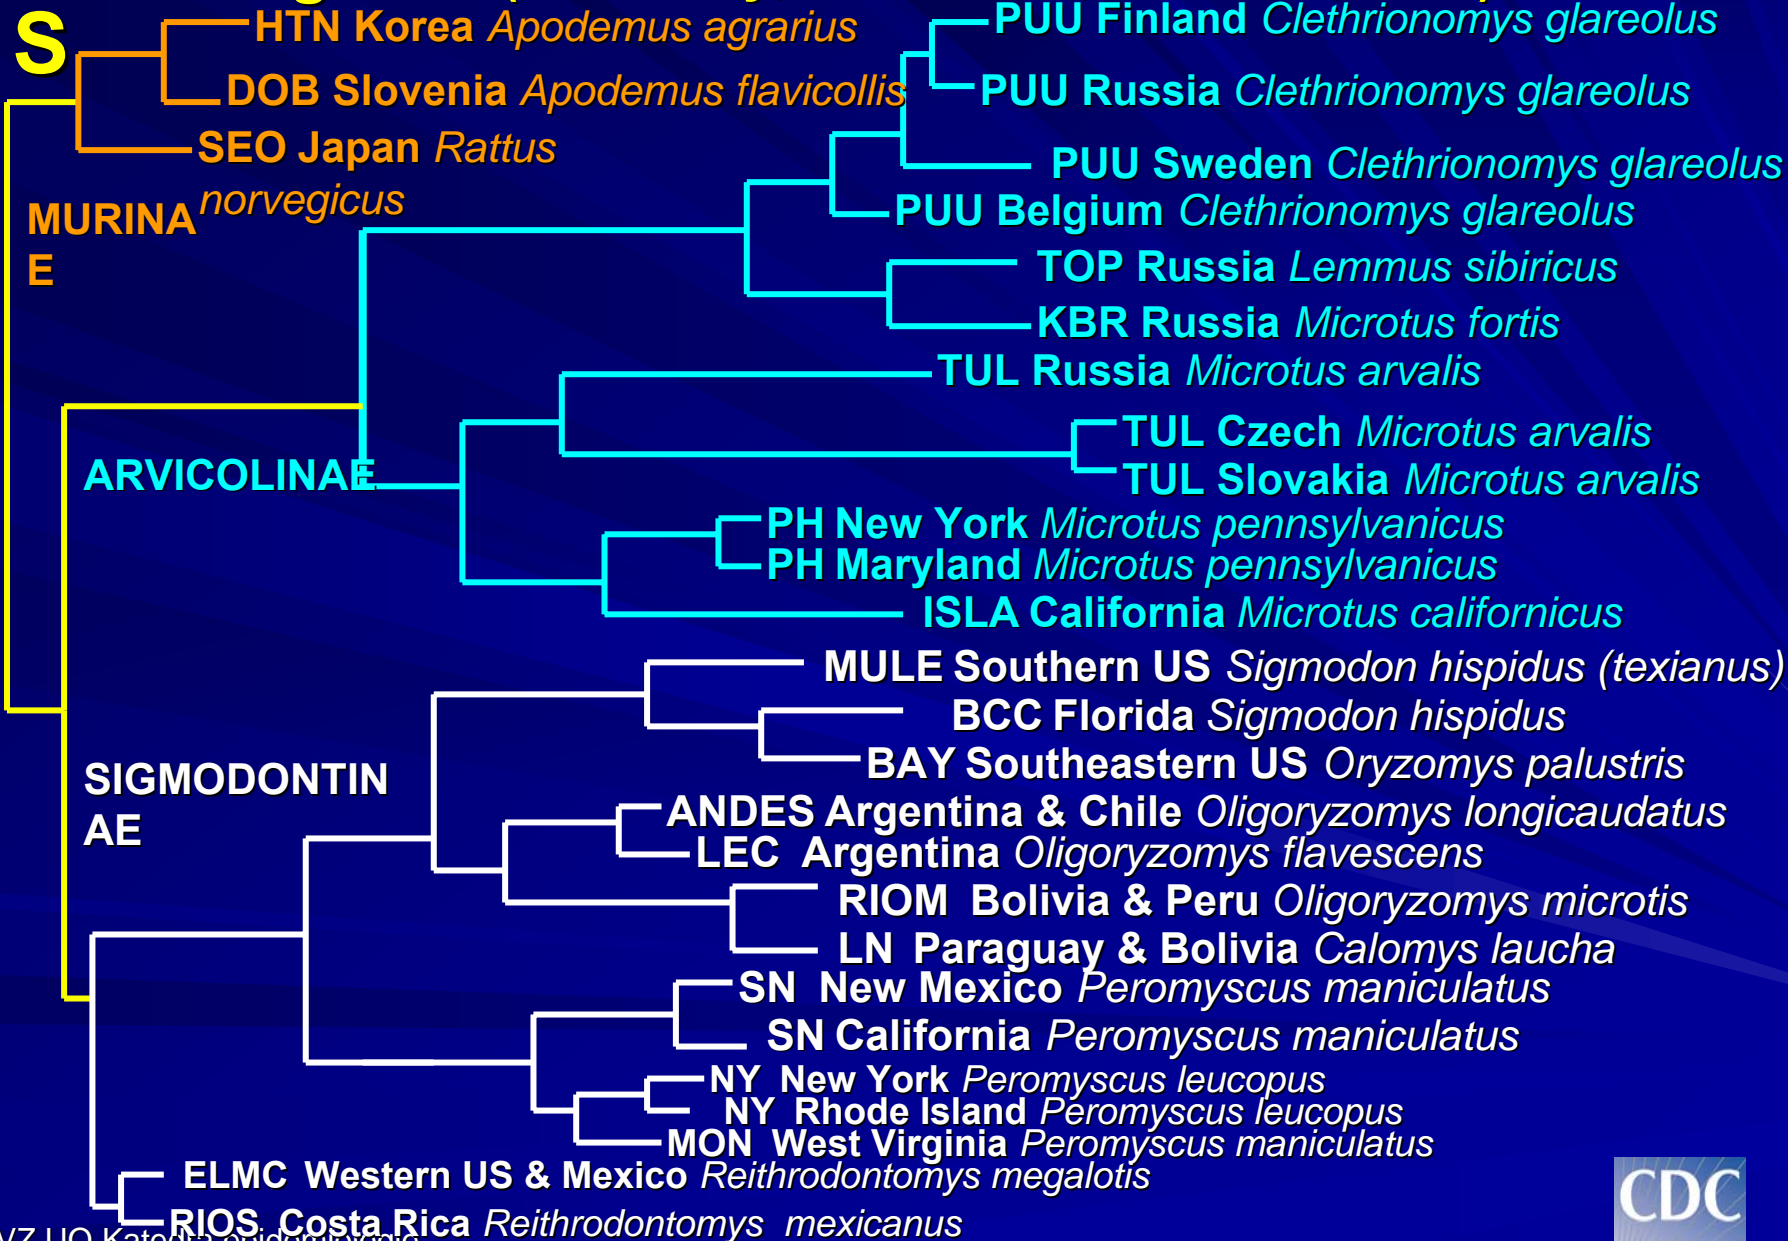 S
HTN Korea Apodemus agrarius
DOB Slovenia Apodemus flavicollis
SEO Japan Rattus
norvegicus
MURINA
E
PUU Finland Clethrionomys glareolus
PUU Russia Clethrionomys glareolus
PUU Sweden Clethrionomys glareolus
PUU Belgium Clethrionomys glareolus
TOP Russia Lemmus sibiricus
KBR Russia Microtus fortis
TUL Russia Microtus arvalis
TUL Czech Microtus arvalis
TUL Slovakia Microtus arvalis
ARVICOLINAE
PH New York Microtus pennsylvanicus
PH Maryland Microtus pennsylvanicus
ISLA California Microtus californicus
MULE Southern US Sigmodon hispidus (texianus)
BCC Florida Sigmodon hispidus
BAY Southeastern US Oryzomys palustris
SIGMODONTIN
AE
ANDES Argentina & Chile Oligoryzomys longicaudatus
LEC Argentina Oligoryzomys flavescens
RIOM Bolivia & Peru Oligoryzomys microtis
LN Paraguay & Bolivia Calomys laucha
SN New Mexico Peromyscus maniculatus
SN California Peromyscus maniculatus
NY New York Peromyscus leucopus
NY Rhode Island Peromyscus leucopus
MON West Virginia Peromyscus maniculatus
ELMC Western US & Mexico Reithrodontomys megalotis
RIOS Costa Rica Reithrodontomys mexicanus
UO Katedra epidemiologie
CDC